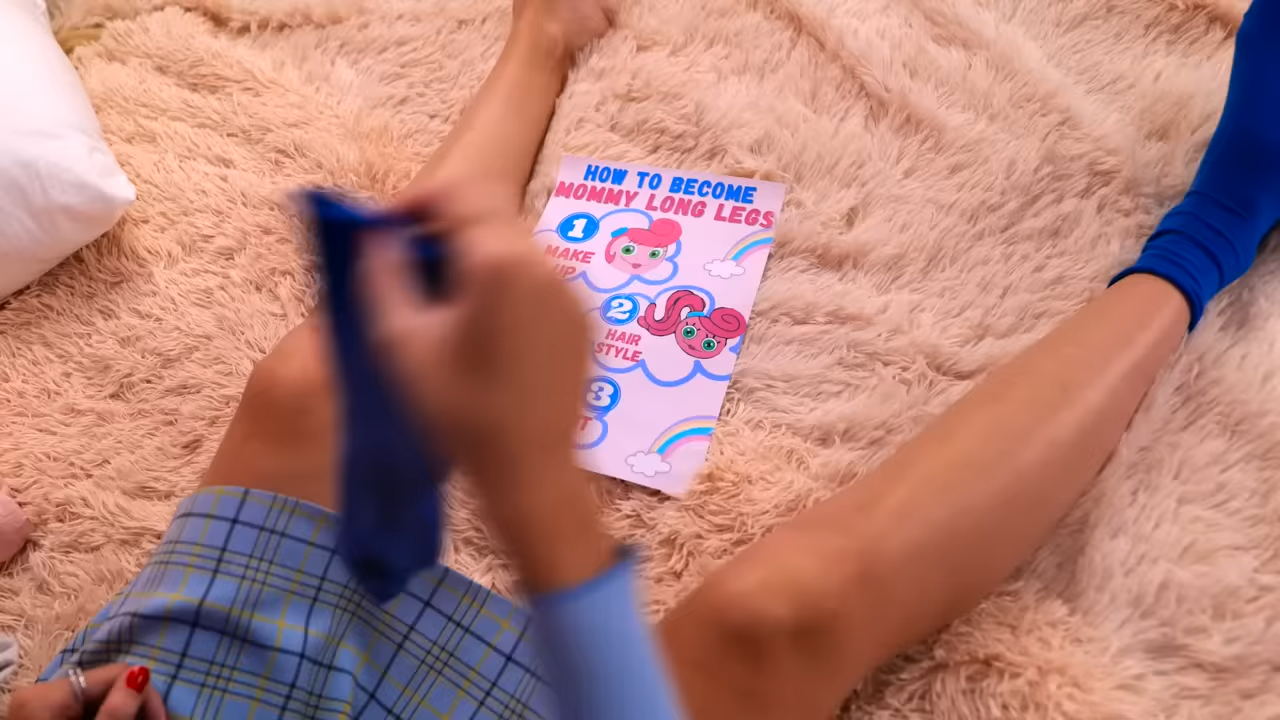 HOW TO BECOME
MOMMY LONG LEGS
1
MAKE
UP
2
HAIR
STYLE
3